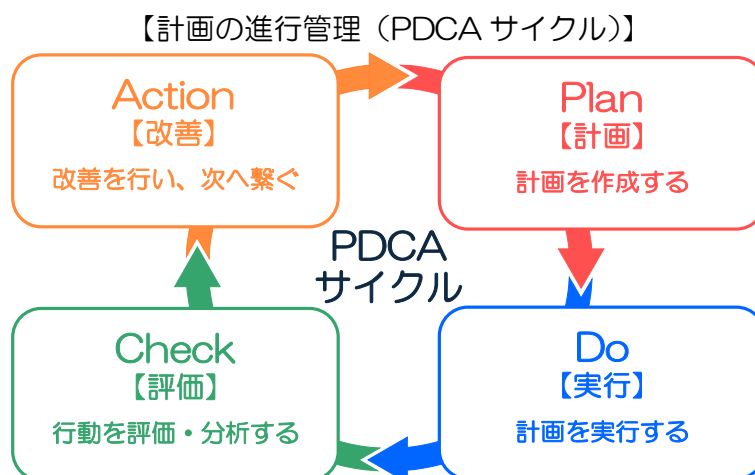 【計画の進行管理（PDCA サイクル）】
Action
【改善】
改善を行い、次へ繋ぐ
Plan
【計画】
計画を作成する
PDCA
サイクル
Check
【評価】
行動を評価・分析する
Do
【実行】
計画を実行する